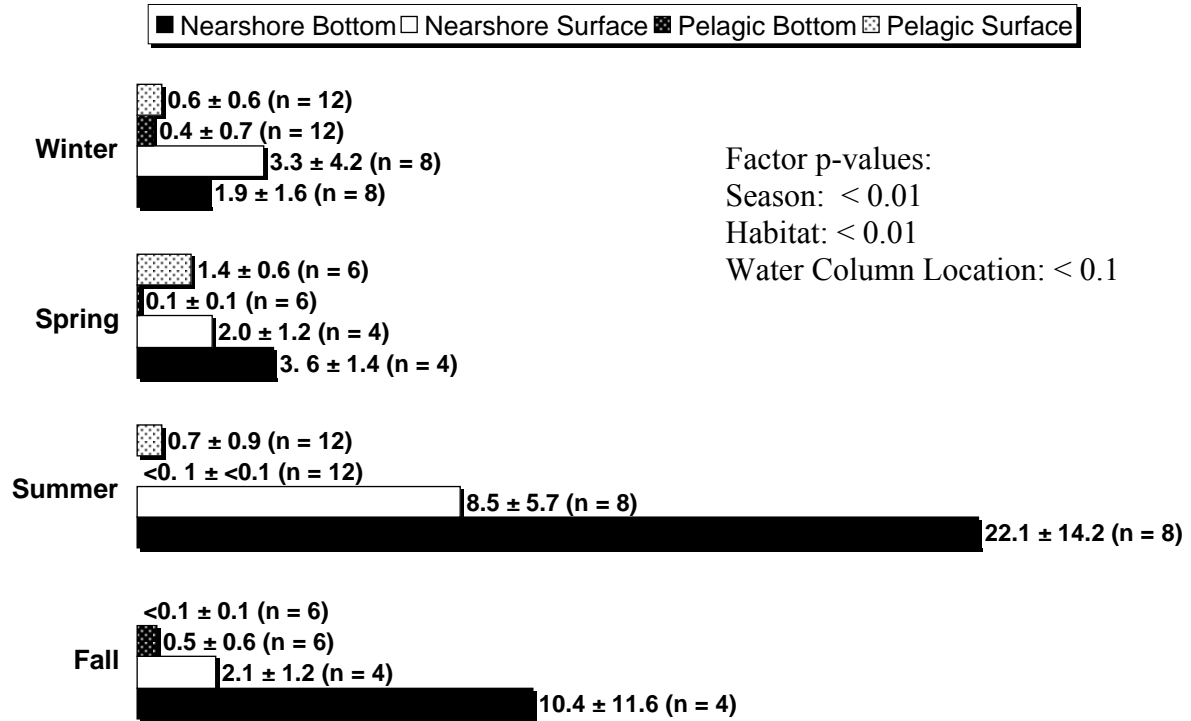 Nearshore Bottom Nearshore Surface Pelagic Bottom Pelagic Surface
Winter
0.6 ± 0.6 (n = 12)
0.4 ± 0.7 (n = 12)
3.3 ± 4.2 (n = 8)
1.9 ± 1.6 (n = 8)
Factor p-values:
Season: < 0.01
Habitat: < 0.01
Water Column Location: < 0.1
Spring
1.4 ± 0.6 (n = 6)
0.1 ± 0.1 (n = 6)
2.0 ± 1.2 (n = 4)
3. 6 ± 1.4 (n = 4)
Summer
0.7 ± 0.9 (n = 12)
<0. 1 ± <0.1 (n = 12)
8.5 ± 5.7 (n = 8)
22.1 ± 14.2 (n = 8)
Fall
<0.1 ± 0.1 (n = 6)
0.5 ± 0.6 (n = 6)
2.1 ± 1.2 (n = 4)
10.4 ± 11.6 (n = 4)